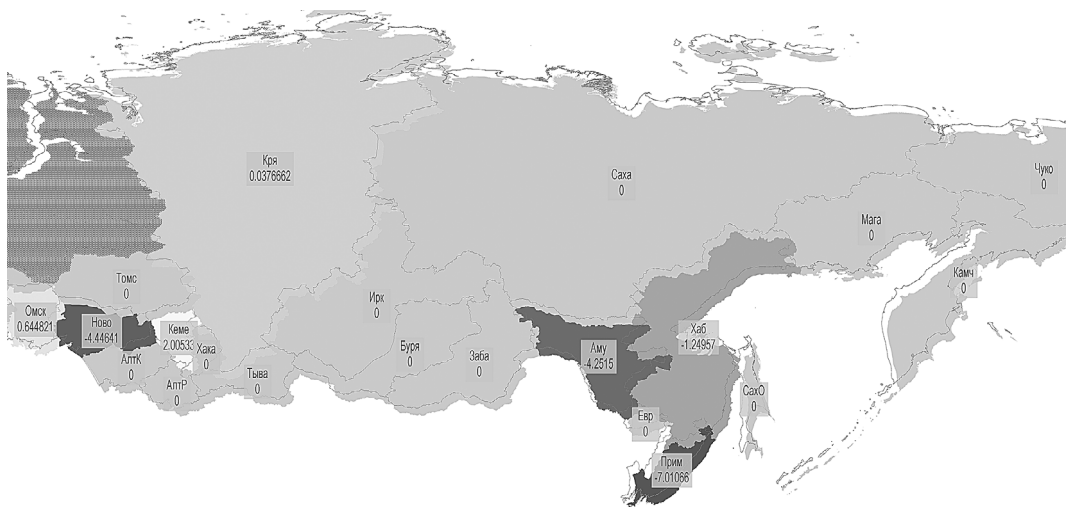 Кря
0.0376662
Саха
0
Чуко
0
Мага
0
Камч
0
Томс
0
Омск
0.644821
Ново
-4.44641
Кеме
2.00533
Хака
0
АлтК
0
АлтР
0
Тыва
0
Ирк
0
Буря
0
Заба
0
Аму
-4.2515
Хаб
-1.24957
СахО
0
Евр
0
Прим
-7.01066